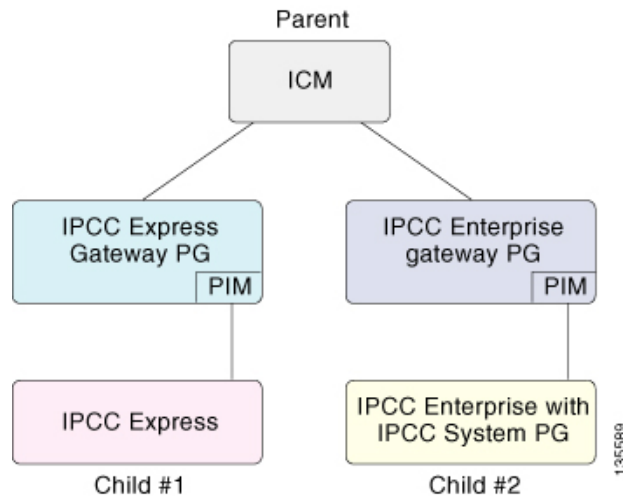 Parent
ICM
IPCC Express
Gateway PG
PIM
IPCC Enterprise
gateway PG
PIM
IPCC Express
IPCC Enterprise with
IPCC System PG
Child #1
Child #2
135589